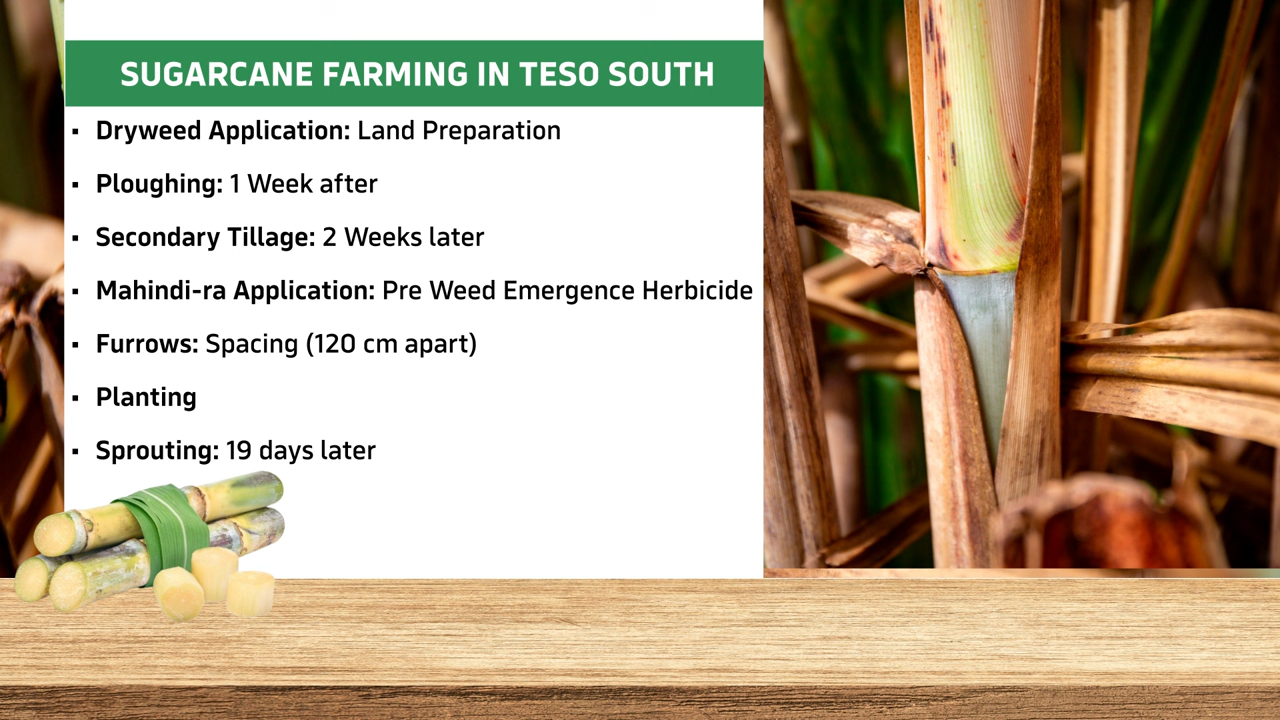 SUGARCANE FARMING IN TESO SOUTH
▪ Dryweed Application: Land Preparation
▪ Ploughing: 1 Week after
▪ Secondary Tillage: 2 Weeks later
▪ Mahindi-ra Application: Pre Weed Emergence Herbicide
▪ Furrows: Spacing (120 cm apart)
▪ Planting
▪ Sprouting: 19 days later